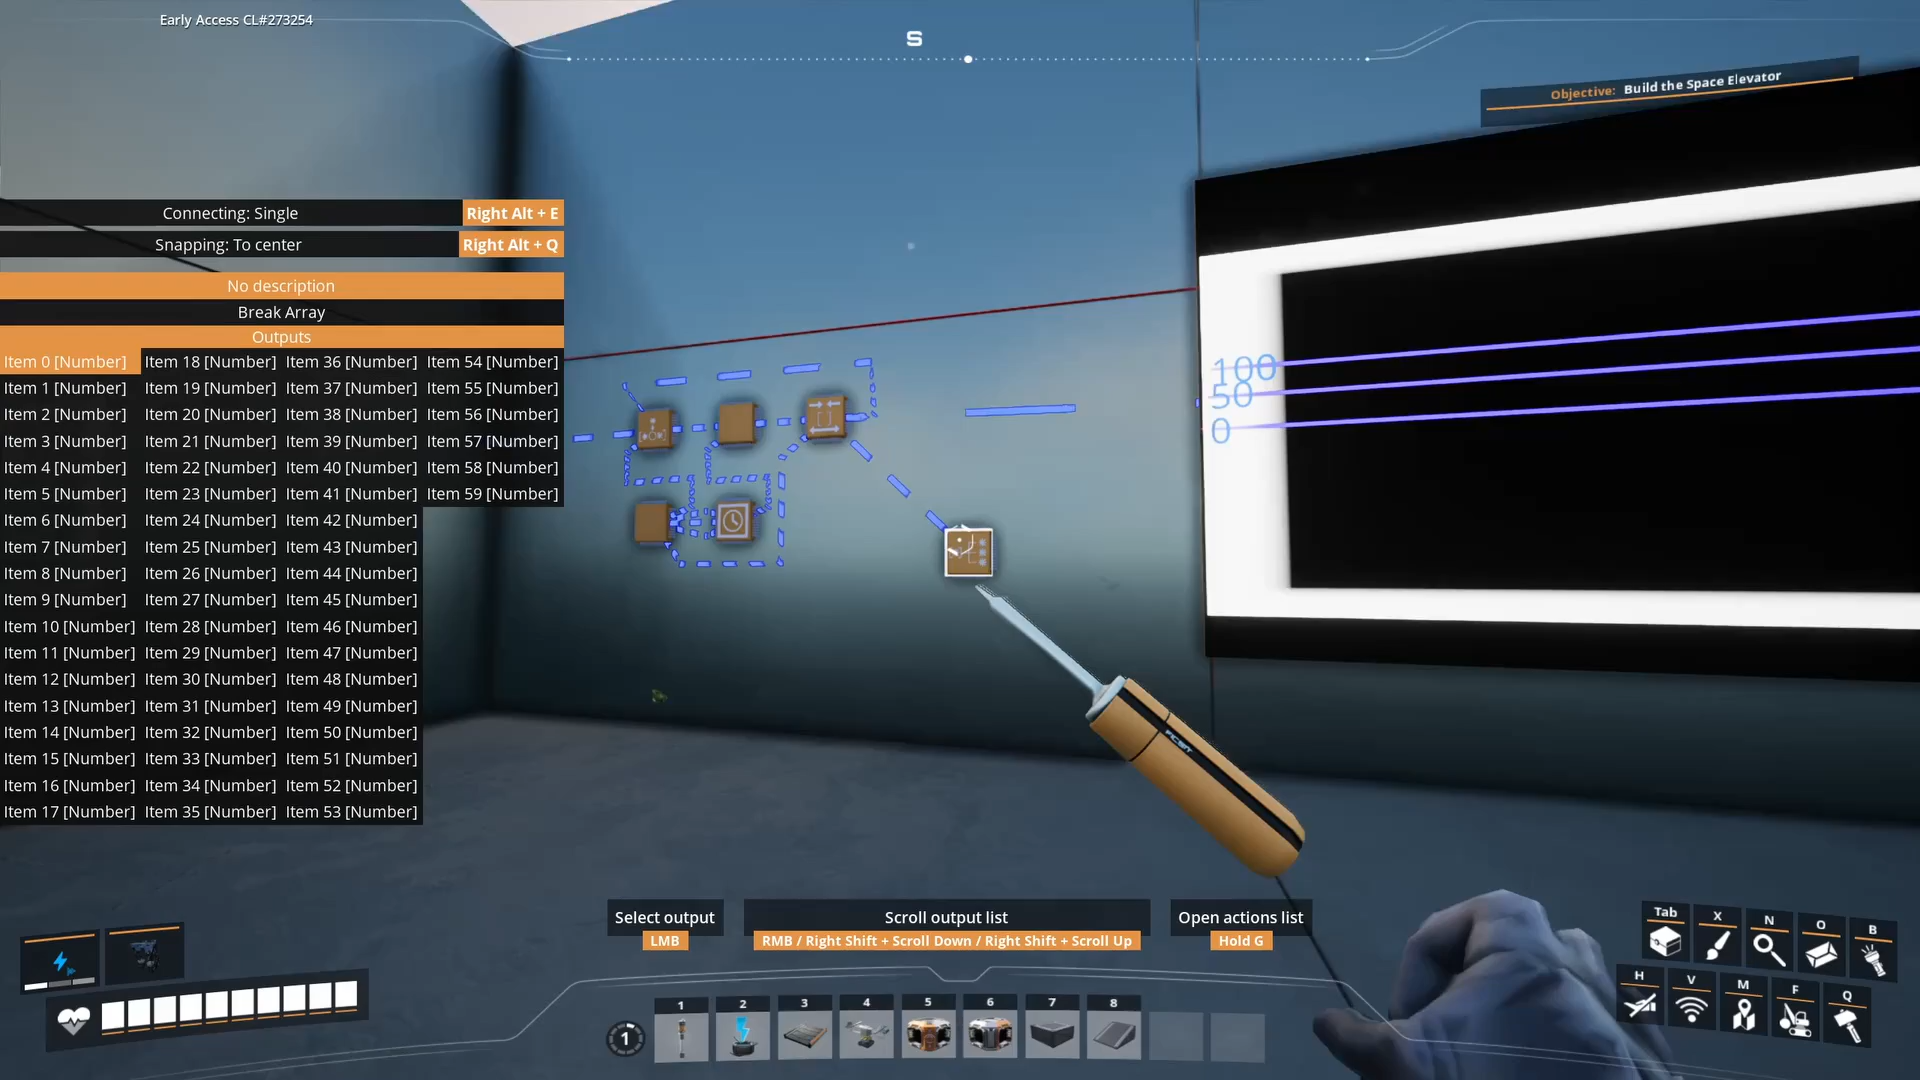 Early Access CL#273254
S
Objective: Build the Space Elevator
Connecting: Single Right Alt + E
Snapping: To center Right Alt + Q
No description
Break Array
Outputs
Item 0 [Number] Item 18 [Number] Item 36 [Number] Item 54 [Number]
Item 1 [Number] Item 19 [Number] Item 37 [Number] Item 55 [Number]
Item 2 [Number] Item 20 [Number] Item 38 [Number] Item 56 [Number]
Item 3 [Number] Item 21 [Number] Item 39 [Number] Item 57 [Number]
Item 4 [Number] Item 22 [Number] Item 40 [Number] Item 58 [Number]
Item 5 [Number] Item 23 [Number] Item 41 [Number] Item 59 [Number]
Item 6 [Number] Item 24 [Number] Item 42 [Number]
Item 7 [Number] Item 25 [Number] Item 43 [Number]
Item 8 [Number] Item 26 [Number] Item 44 [Number]
Item 9 [Number] Item 27 [Number] Item 45 [Number]
Item 10 [Number] Item 28 [Number] Item 46 [Number]
Item 11 [Number] Item 29 [Number] Item 47 [Number]
Item 12 [Number] Item 30 [Number] Item 48 [Number]
Item 13 [Number] Item 31 [Number] Item 49 [Number]
Item 14 [Number] Item 32 [Number] Item 50 [Number]
Item 15 [Number] Item 33 [Number] Item 51 [Number]
Item 16 [Number] Item 34 [Number] Item 52 [Number]
Item 17 [Number] Item 35 [Number] Item 53 [Number]
100
50
0
FICSIT
Select output
LMB
Scroll output list
RMB / Right Shift + Scroll Down / Right Shift + Scroll Up
Open actions list
Hold G
Tab X N O B
H V M F Q
1
1 2 3 4 5 6 7 8